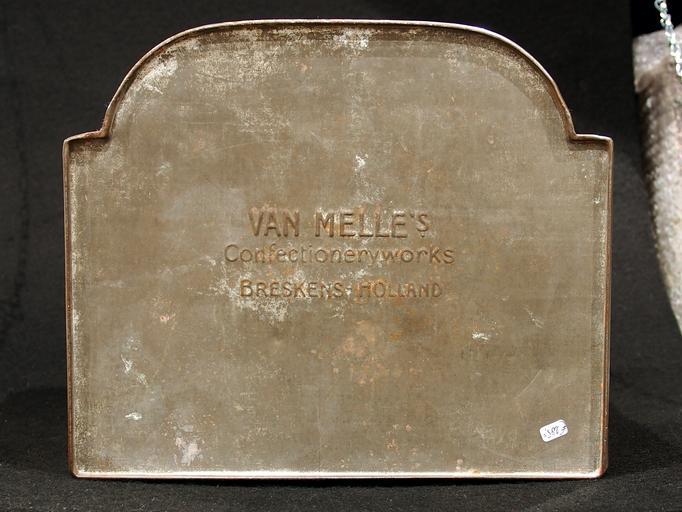 VAN MELLE'S
Confectioneryworks
BRESKENS-HOLLAND